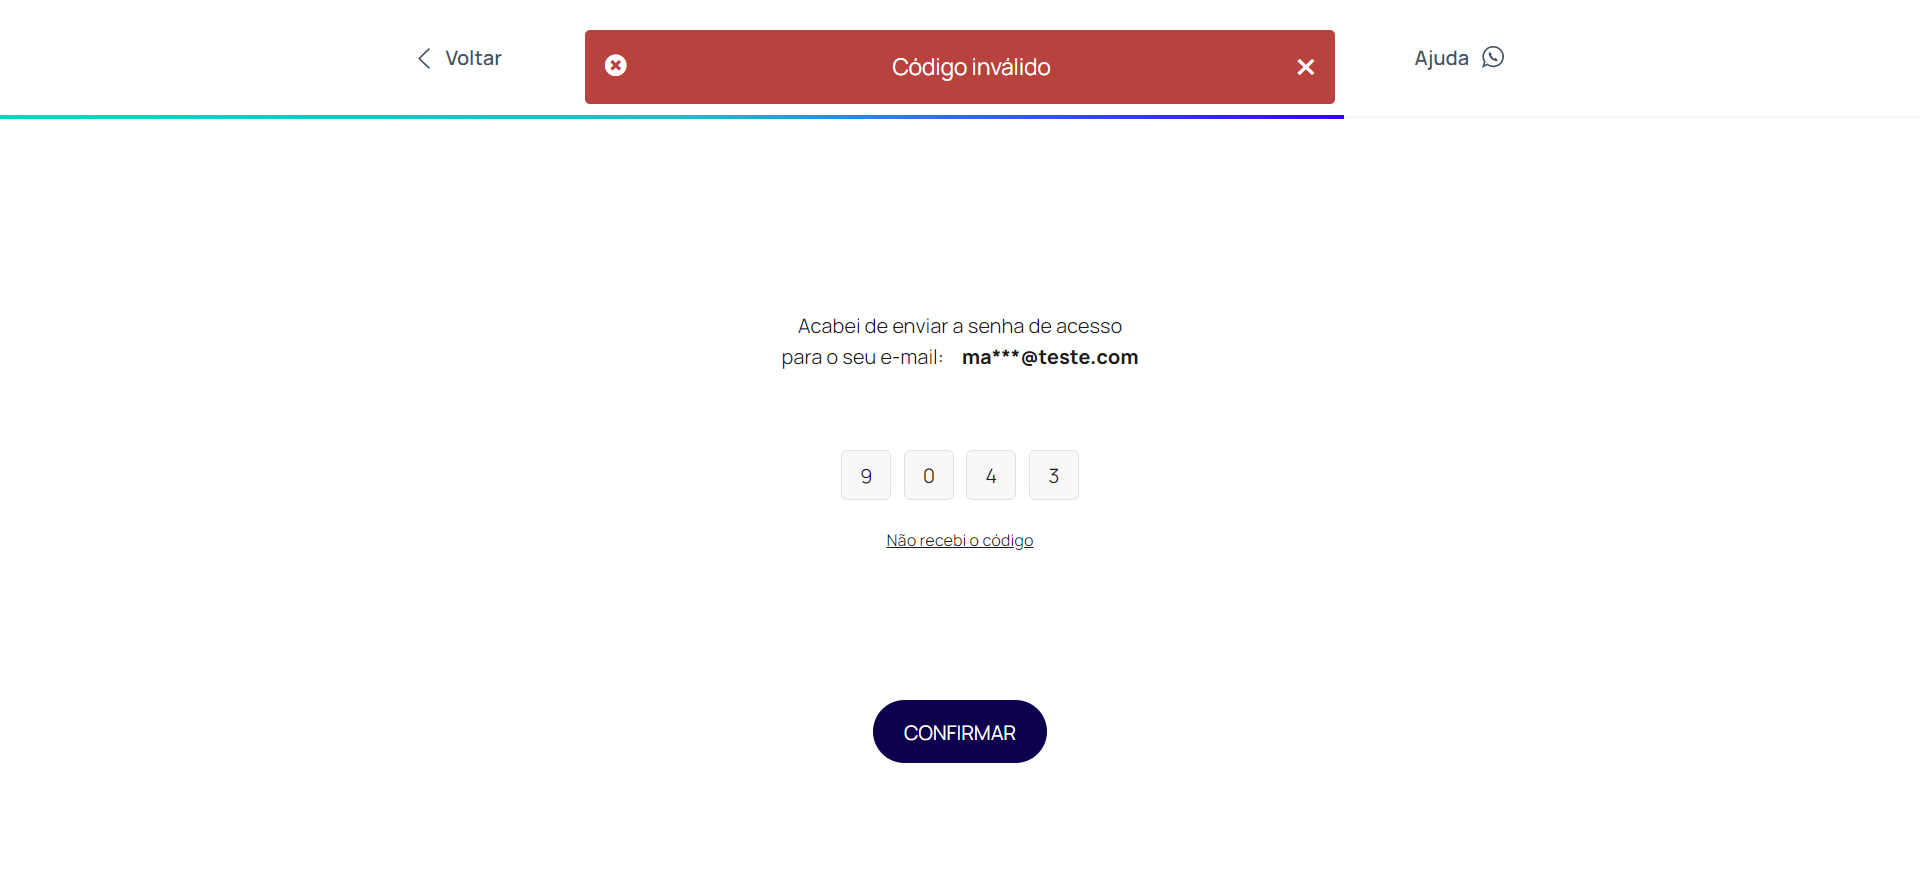 Voltar
Código inválido
Ajuda
Acabei de enviar a senha de acesso
para o seu e-mail: ma***@teste.com
9 0 4 3
Não recebi o código
CONFIRMAR